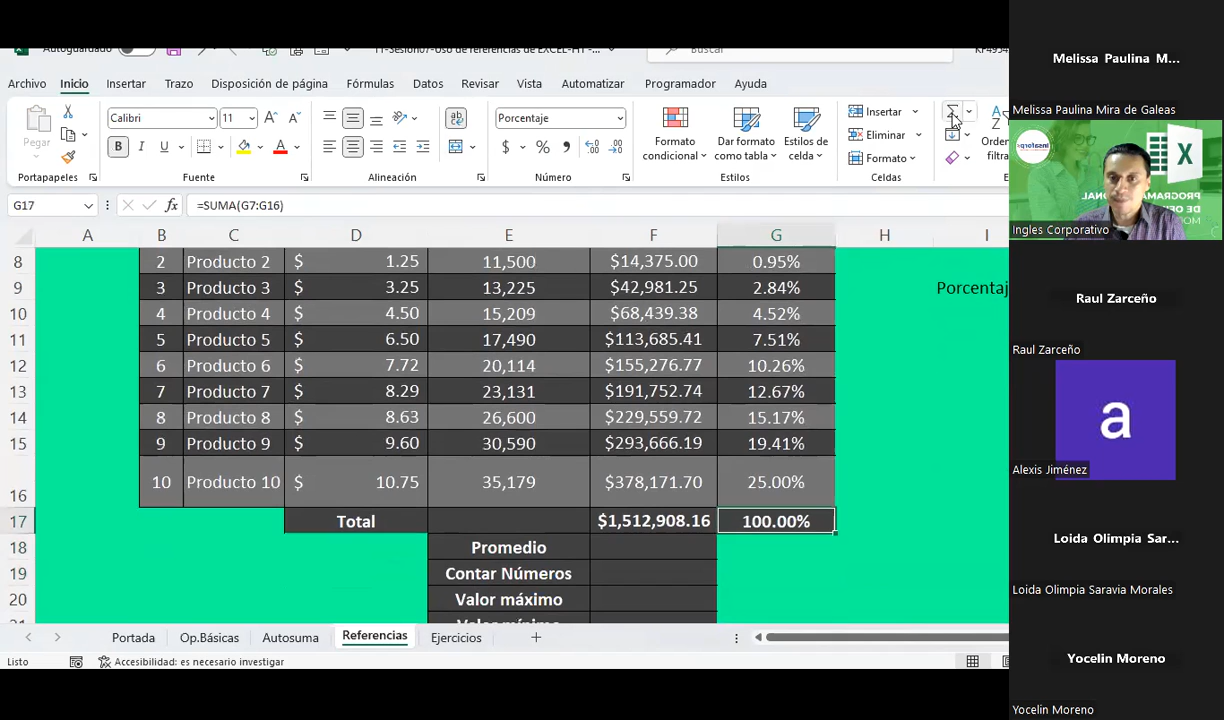 Autoguardado
11-Sesion07-Uso de referencias de EXCEL-HT-...
Buscar
Archivo Inicio Insertar Trazo Disposición de página Fórmulas Datos Revisar Vista Automatizar Programador Ayuda
Pegar
Calibri 11
Porcentaje
Formato condicional
Dar formato como tabla
Estilos de celda
Insertar
Eliminar
Formato
Portapapeles Fuente Alineación Número Estilos Celdas
G17 fx =SUMA(G7:G16)
A B C D E F G H I
8 2 Producto 2 $ 1.25 11,500 $14,375.00 0.95%
9 3 Producto 3 $ 3.25 13,225 $42,981.25 2.84% Porcentaj
10 4 Producto 4 $ 4.50 15,209 $68,439.38 4.52%
11 5 Producto 5 $ 6.50 17,490 $113,685.41 7.51%
12 6 Producto 6 $ 7.72 20,114 $155,276.77 10.26%
13 7 Producto 7 $ 8.29 23,131 $191,752.74 12.67%
14 8 Producto 8 $ 8.63 26,600 $229,559.72 15.17%
15 9 Producto 9 $ 9.60 30,590 $293,666.19 19.41%
16 10 Producto 10 $ 10.75 35,179 $378,171.70 25.00%
17 Total $1,512,908.16 100.00%
18 Promedio
19 Contar Números
20 Valor máximo
Valor mínimo
Portada Op.Básicas Autosuma Referencias Ejercicios
Listo Accesibilidad: es necesario investigar
Melissa Paulina M...
Melissa Paulina Mira de Galeas
Ingles Corporativo
Raul Zarceño
Raul Zarceño
a
Alexis Jiménez
Loida Olimpia Sar...
Loida Olimpia Saravia Morales
Yocelin Moreno
Yocelin Moreno